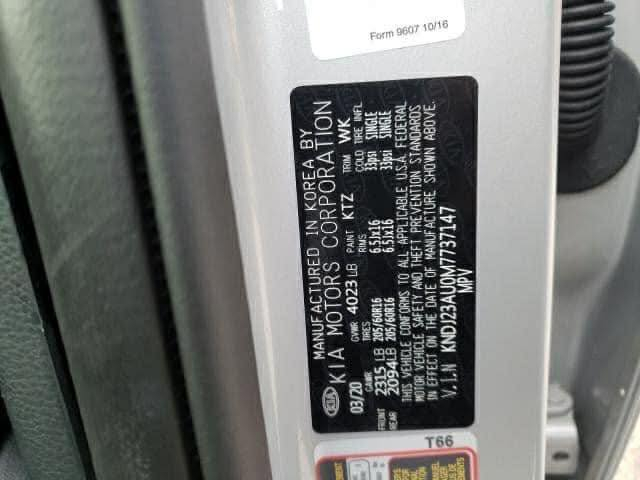 Form 9607 10/16
MANUFACTURED IN KOREA BY
KIA MOTORS CORPORATION
03/20 GVWR 4023 LB PAINT KTZ TRIM WK
GAWR TIRES RIMS COLD TIRE INFL.
FRONT 2315 LB 205/60R16 6.5Jx16 33psi SINGLE
REAR 2094 LB 205/60R16 6.5Jx16 33psi SINGLE
THIS VEHICLE CONFORMS TO ALL APPLICABLE U.S.A. FEDERAL
MOTOR VEHICLE SAFETY AND THEFT PREVENTION STANDARDS
IN EFFECT ON THE DATE OF MANUFACTURE SHOWN ABOVE.
V.I.N KNDJ23AU0M7737147
MPV
T66